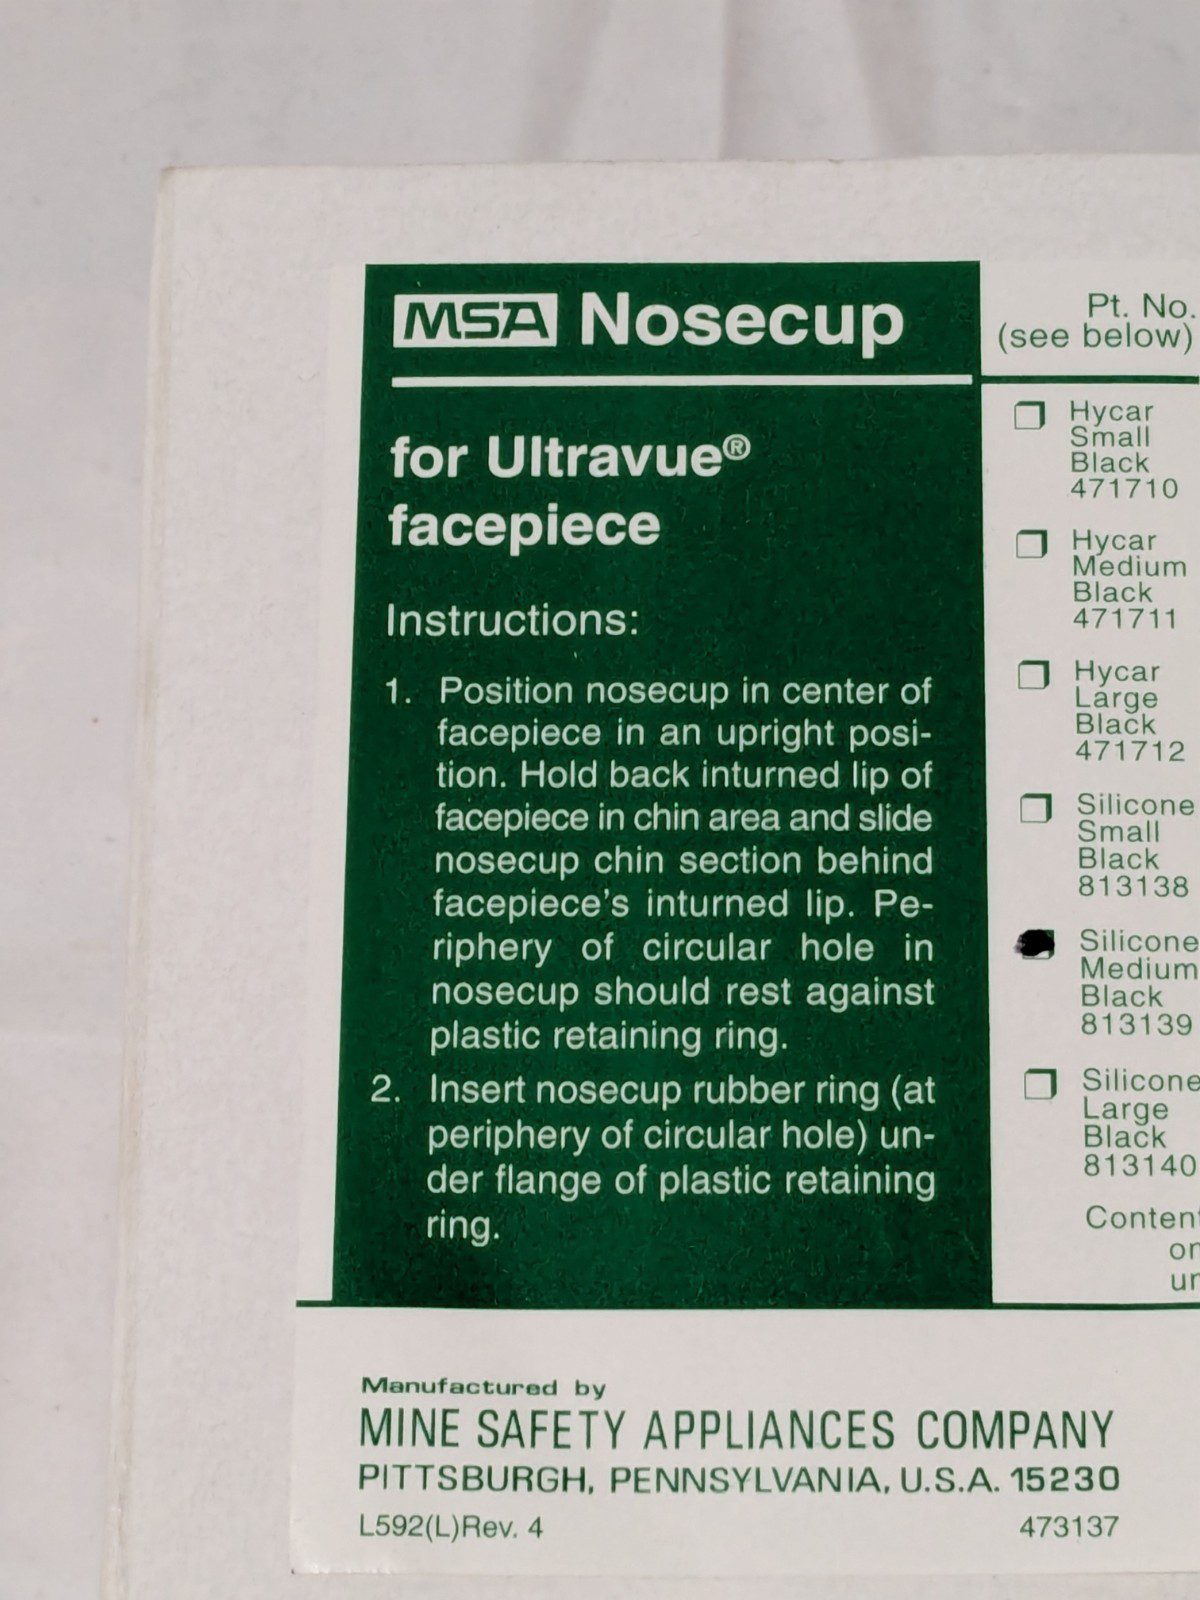 MSA Nosecup
for Ultravue®
facepiece
Instructions:
1. Position nosecup in center of
facepiece in an upright posi-
tion. Hold back inturned lip of
facepiece in chin area and slide
nosecup chin section behind
facepiece's inturned lip. Pe-
riphery of circular hole in
nosecup should rest against
plastic retaining ring.
2. Insert nosecup rubber ring (at
periphery of circular hole) un-
der flange of plastic retaining
ring.
Pt. No.
(see below)
Hycar
Small
Black
471710
Hycar
Medium
Black
471711
Hycar
Large
Black
471712
Silicone
Small
Black
813138
Silicone
Medium
Black
813139
Silicone
Large
Black
813140
Manufactured by
MINE SAFETY APPLIANCES COMPANY
PITTSBURGH, PENNSYLVANIA, U.S.A. 15230
L592(L)Rev. 4 473137